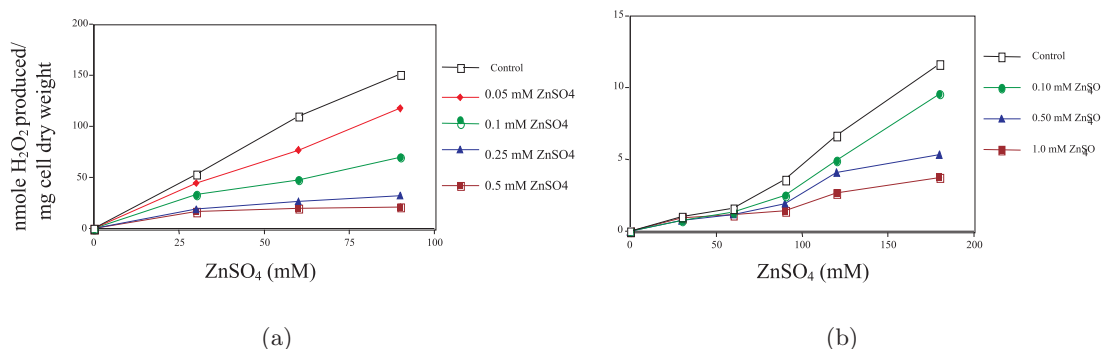 nmole H₂O₂ produced/
mg cell dry weight
200
150
100
50
0
0
25
50
75
100
ZnSO₄ (mM)
Control
0.05 mM ZnSO4
0.1 mM ZnSO4
0.25 mM ZnSO4
0.5 mM ZnSO4
(a)
15
10
5
0
0
50
100
150
200
ZnSO₄ (mM)
Control
0.10 mM ZnSO₄
0.50 mM ZnSO₄
1.0 mM ZnSO₄
(b)